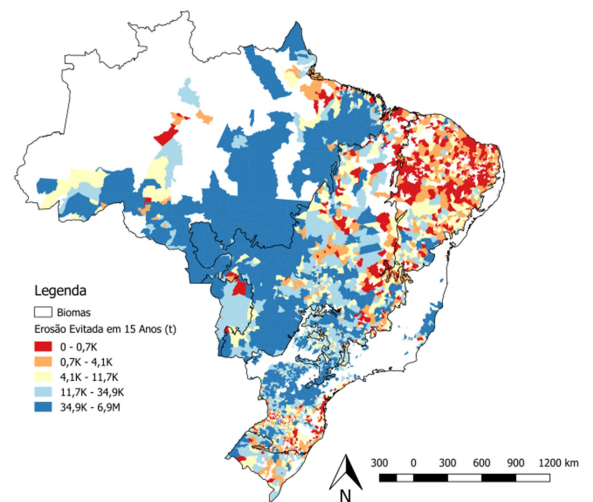 Legenda
Biomas
Erosão Evitada em 15 Anos (t)
0 - 0,7K
0,7K - 4,1K
4,1K - 11,7K
11,7K - 34,9K
34,9K - 6,9M
N
300 0 300 600 900 1200 km